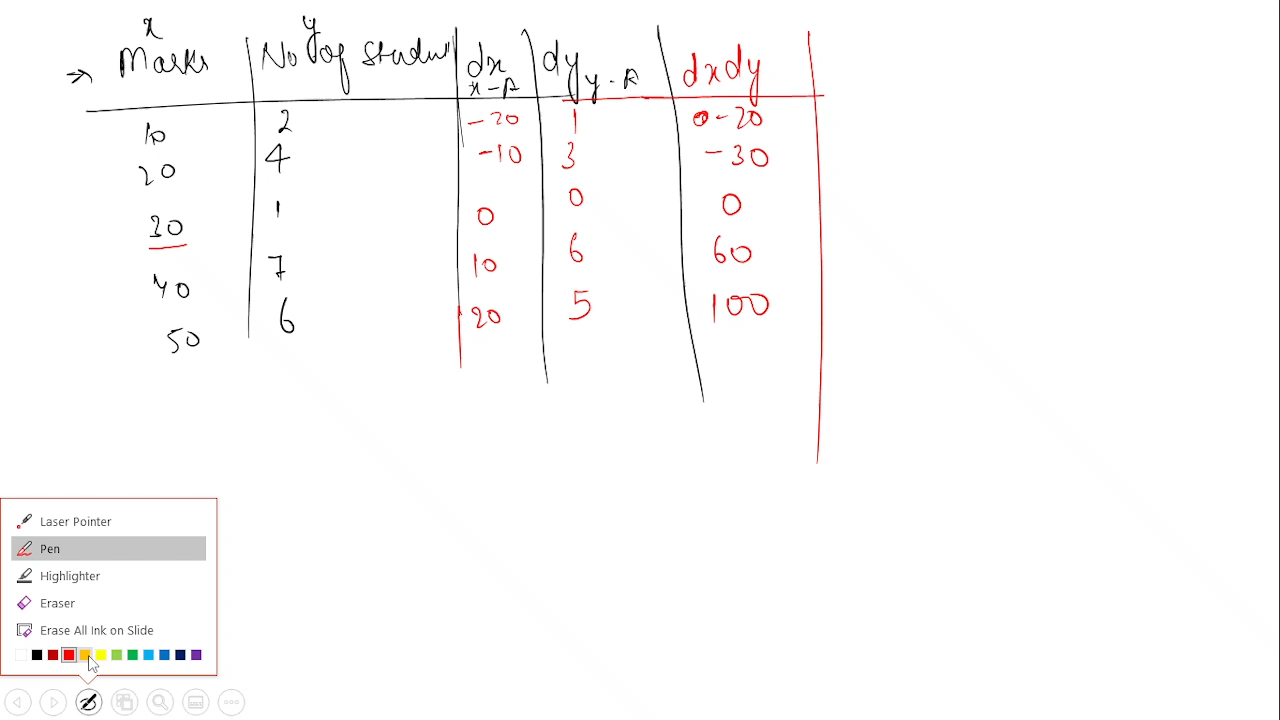 x y
Marks No of student dx dy dxdy
x-A y-A
10 2 -20 1 -20
20 4 -10 3 -30
30 1 0 0 0
40 7 10 6 60
50 6 20 5 100
Laser Pointer
Pen
Highlighter
Eraser
Erase All Ink on Slide